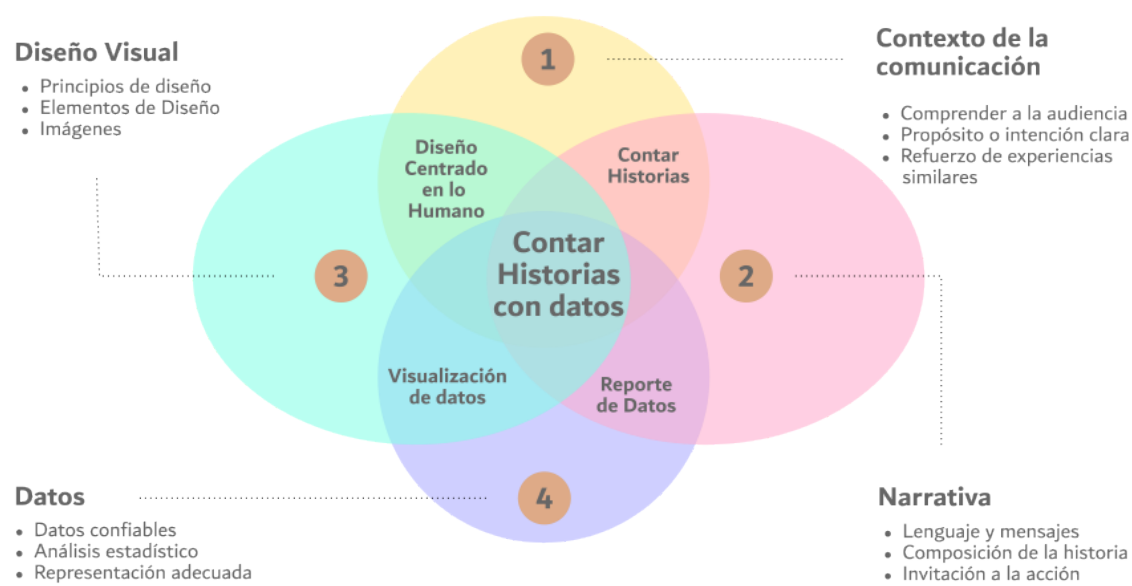 Diseño Visual
• Principios de diseño
• Elementos de Diseño
• Imágenes
1
Contexto de la
comunicación
• Comprender a la audiencia
• Propósito o intención clara
• Refuerzo de experiencias
similares
Diseño
Centrado
en lo
Humano
Contar
Historias
3
Contar
Historias
con datos
2
Visualización
de datos
Reporte
de Datos
4
Datos
• Datos confiables
• Análisis estadístico
• Representación adecuada
Narrativa
• Lenguaje y mensajes
• Composición de la historia
• Invitación a la acción